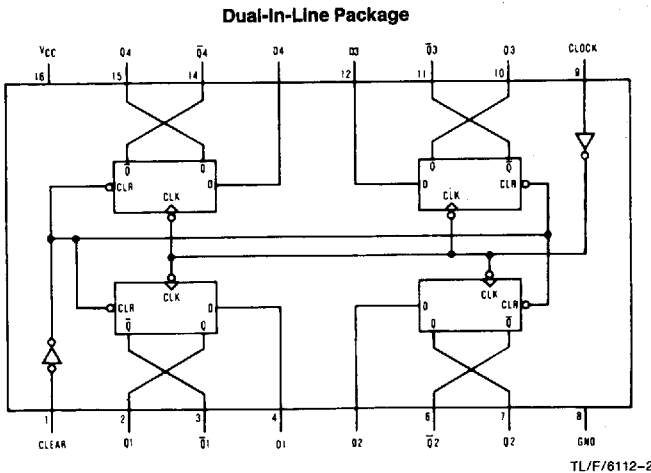 Dual-In-Line Package
VCC Q4 Q̅4 D4 D3 Q̅3 Q3 CLOCK
16 15 14 12 11 10 9
Q̅ Q Q Q̅
CLR D D CLR
CLK CLK
CLK CLK
CLR D D CLR
Q̅ Q Q Q̅
1 2 3 4 5 6 7 8
CLEAR Q1 Q̅1 D1 D2 Q̅2 Q2 GND
TL/F/6112–2